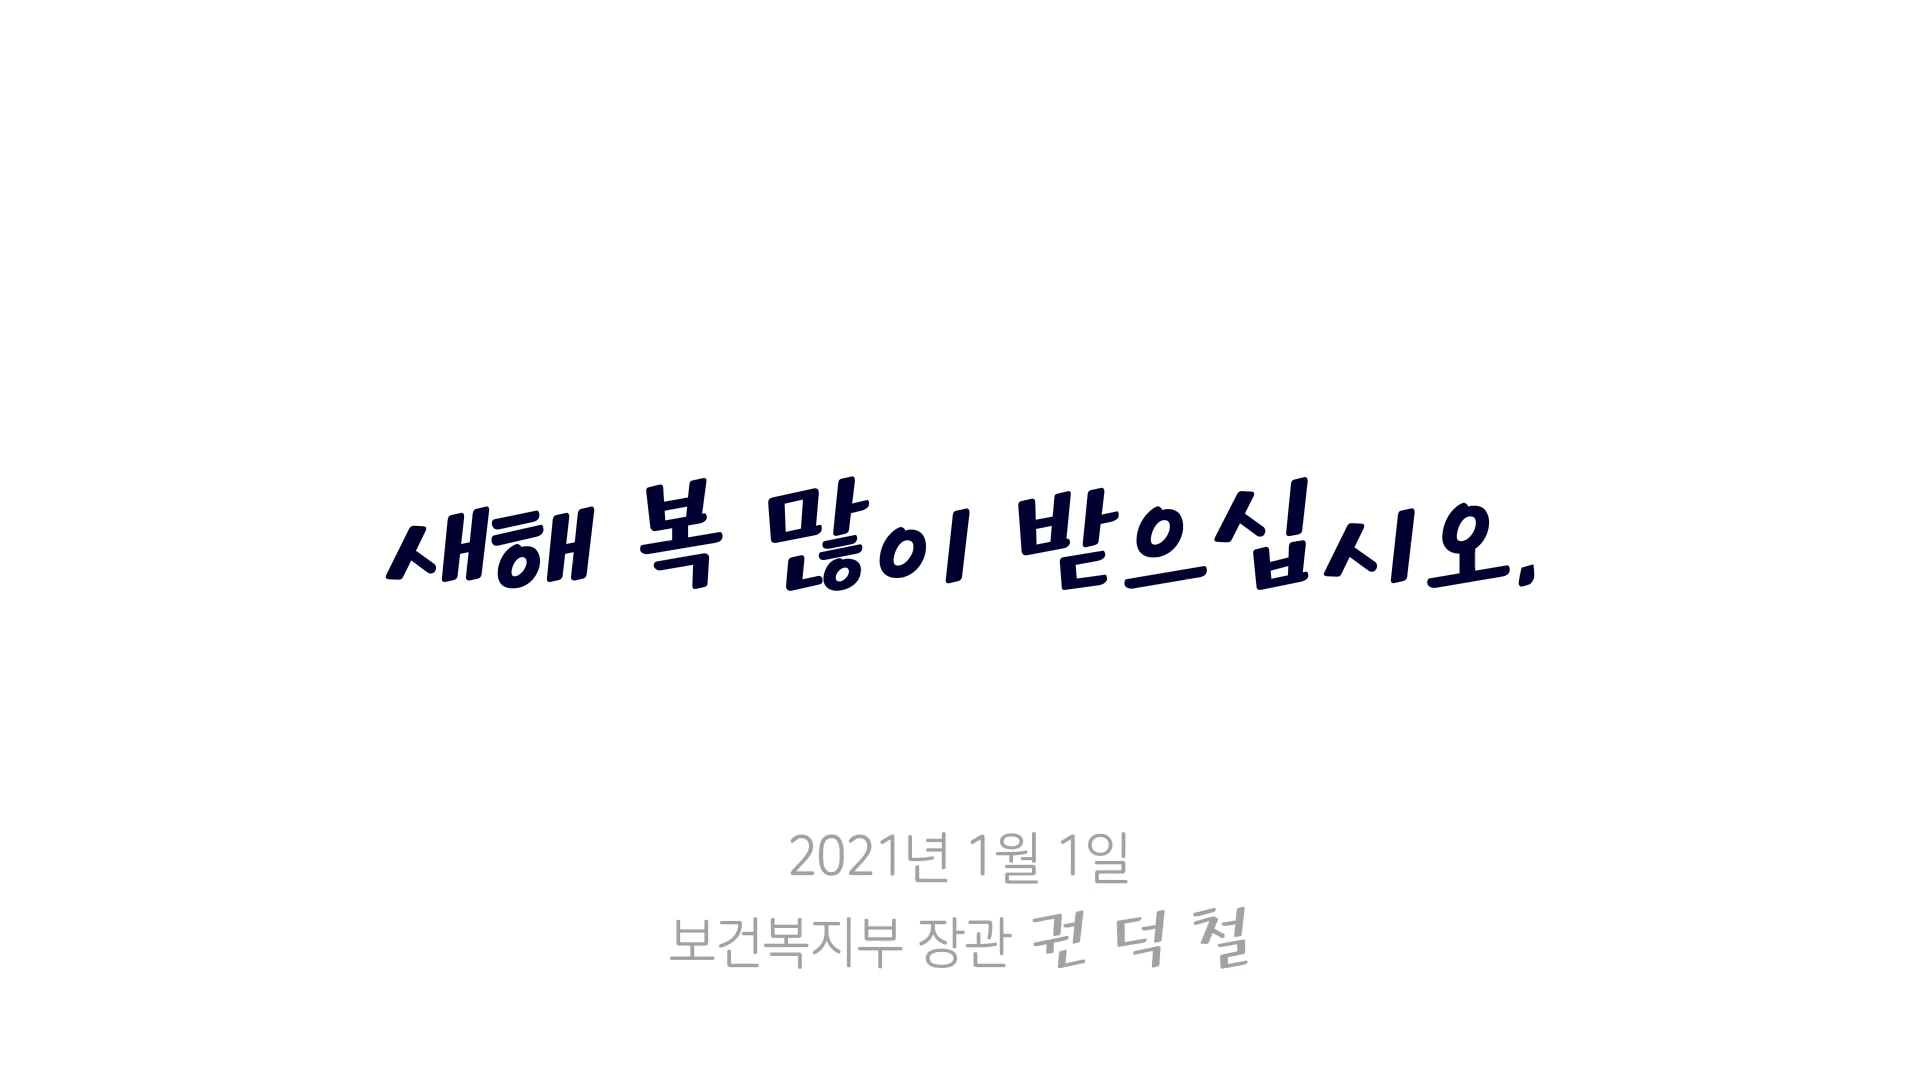 새해 복 많이 받으십시오.
2021년 1월 1일
보건복지부 장관 권 덕 철